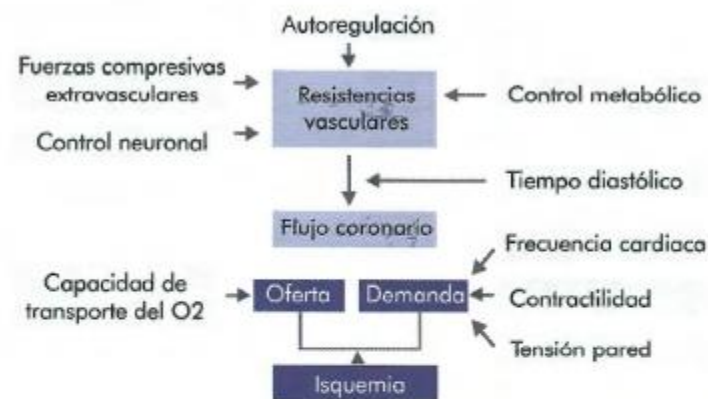 Autoregulación
Fuerzas compresivas
extravasculares
Resistencias
vasculares
Control metabólico
Control neuronal
Tiempo diastólico
Flujo coronario
Frecuencia cardiaca
Capacidad de
transporte del O2
Oferta
Demanda
Contractilidad
Tensión pared
Isquemia